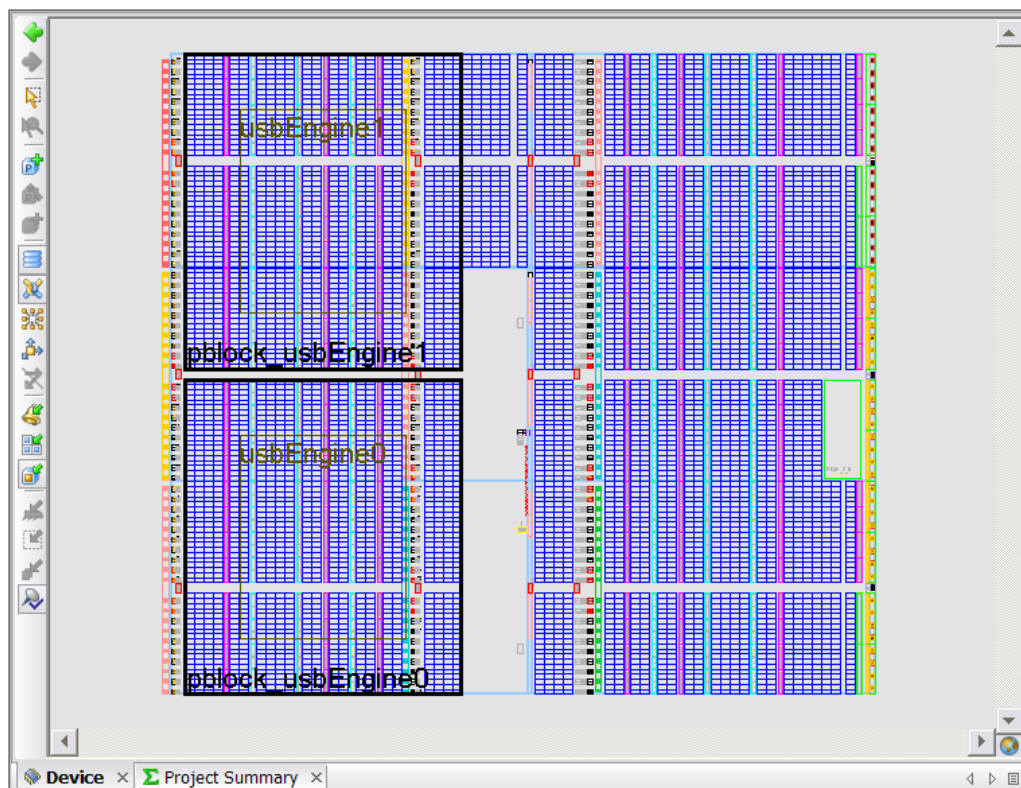 usbEngine1
pblock_usbEngine1
usbEngine0
pblock_usbEngine0
Device
Σ Project Summary